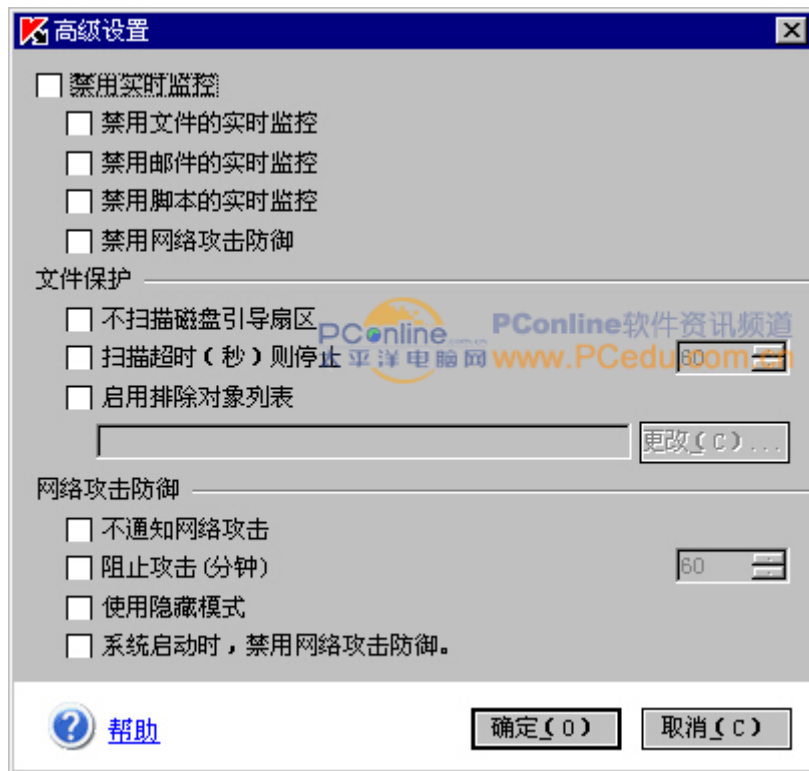 高级设置
禁用实时监控
禁用文件的实时监控
禁用邮件的实时监控
禁用脚本的实时监控
禁用网络攻击防御
文件保护
不扫描磁盘引导扇区
PConline PConline软件资讯频道
扫描超时(秒)则停止 60
太平洋电脑网 www.PCedu.com.cn
启用排除对象列表
更改(C)...
网络攻击防御
不通知网络攻击
阻止攻击(分钟) 60
使用隐藏模式
系统启动时，禁用网络攻击防御。
帮助 确定(O) 取消(C)